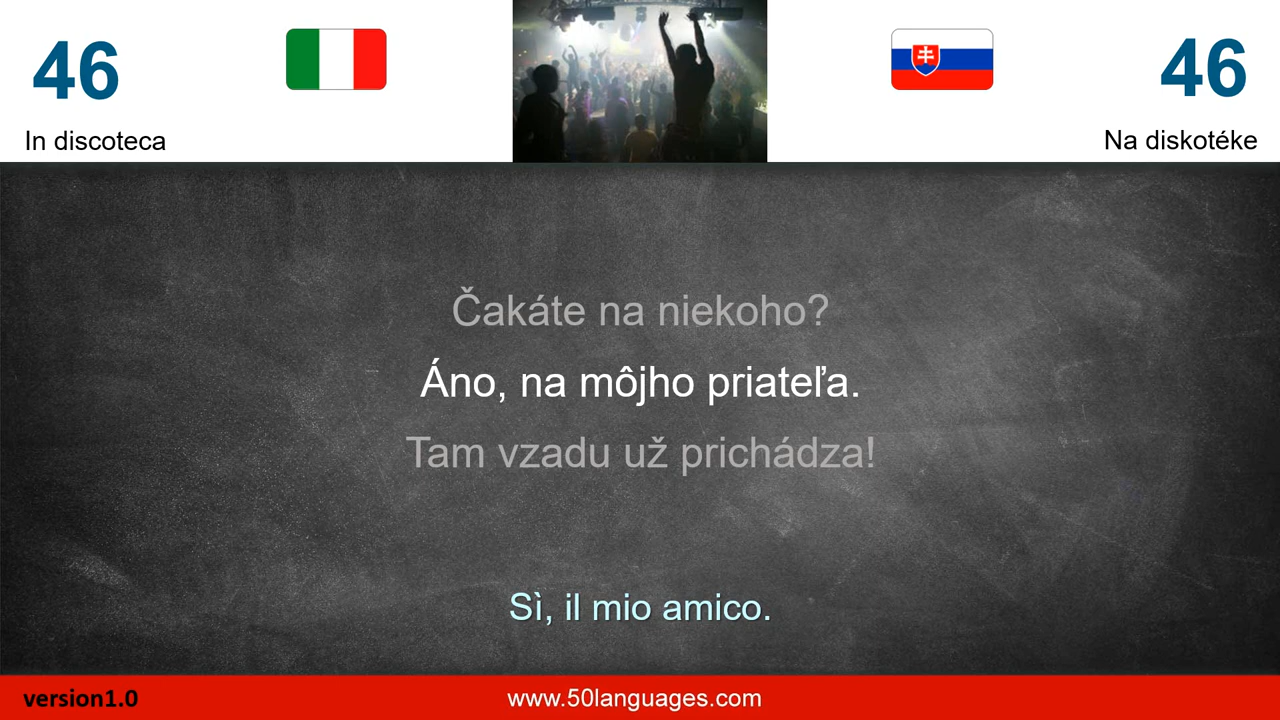 46
46
In discoteca
Na diskotéke
Čakáte na niekoho?
Áno, na môjho priateľa.
Tam vzadu už prichádza!
Sì, il mio amico.
version1.0
www.50languages.com